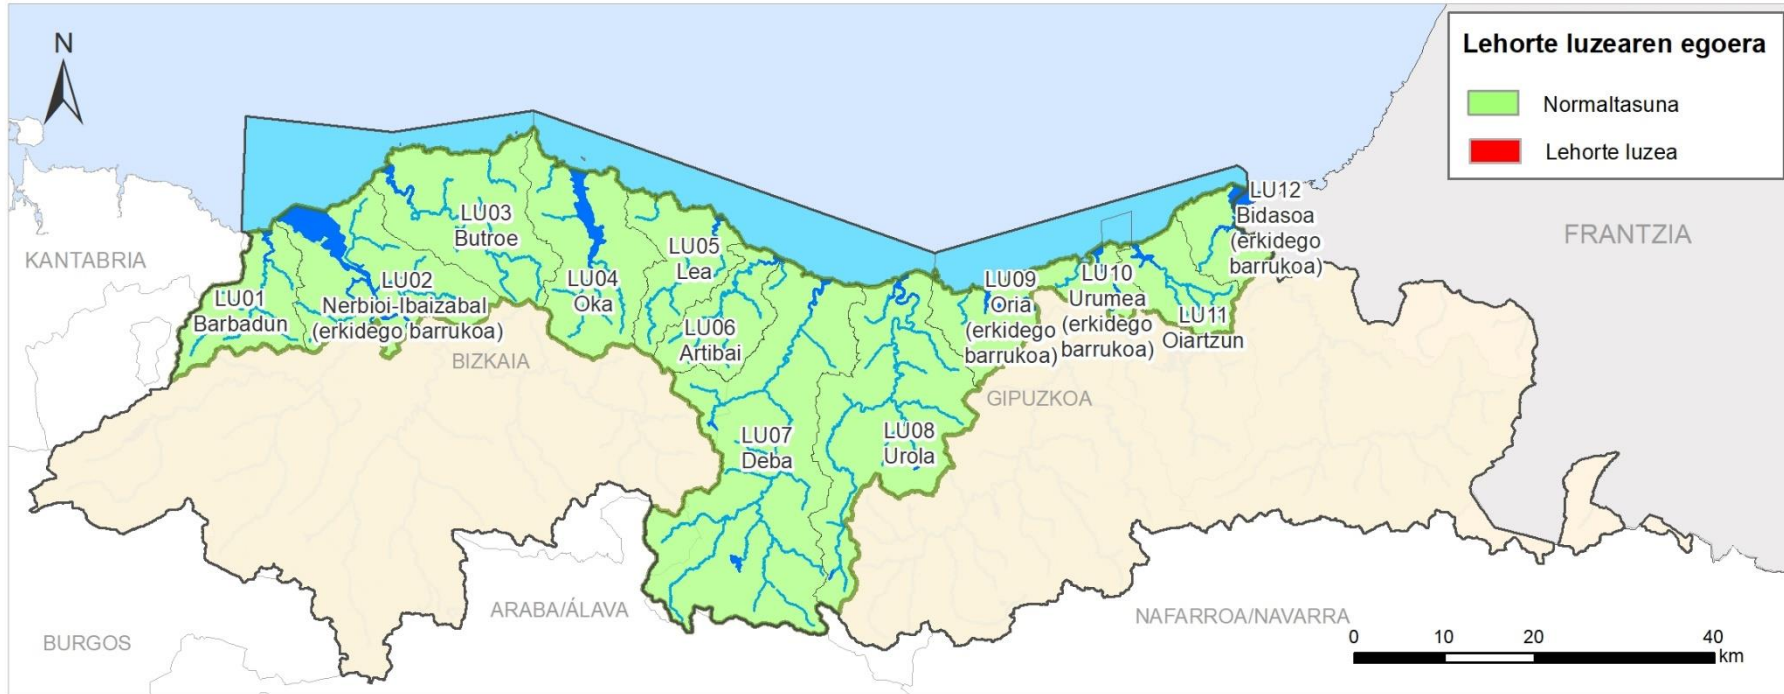 N
Lehorte luzearen egoera
Normaltasuna
Lehorte luzea
KANTABRIA
FRANTZIA
LU01
Barbadun
LU02
Nerbioi-Ibaizabal
(erkidego barrukoa)
LU03
Butroe
LU04
Oka
LU05
Lea
LU06
Artibai
LU07
Deba
LU08
Urola
LU09
Oria
(erkidego
barrukoa)
LU10
Urumea
(erkidego
barrukoa)
LU11
Oiartzun
LU12
Bidasoa
(erkidego
barrukoa)
BIZKAIA
GIPUZKOA
ARABA/ÁLAVA
NAFARROA/NAVARRA
BURGOS
0 10 20 40
km